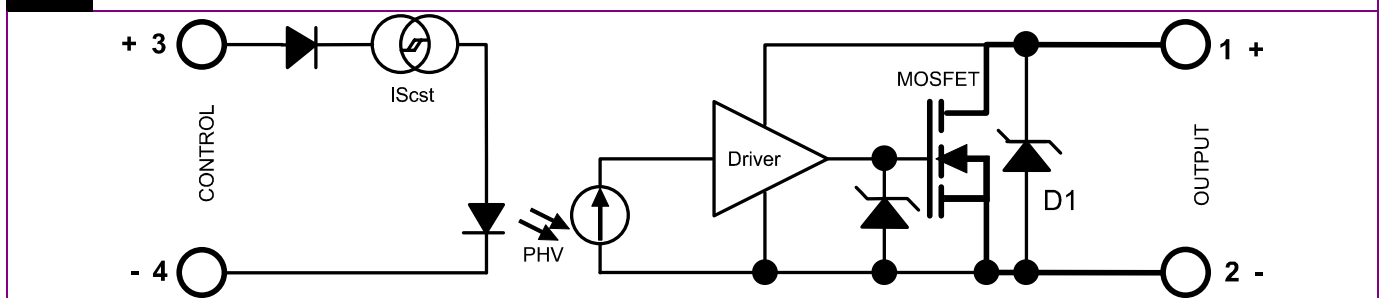 + 3
IScst
CONTROL
- 4
PHV
Driver
MOSFET
D1
1 +
OUTPUT
2 -